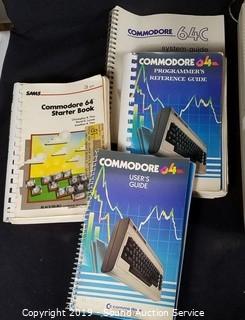 COMMODORE
64C
system guide
COMMODORE 64
PROGRAMMER'S
REFERENCE GUIDE
SAMS
Commodore 64
Starter Book
COMMODORE 64
USER'S
GUIDE
commodore
Copyright 2019 - Sound Auction Service